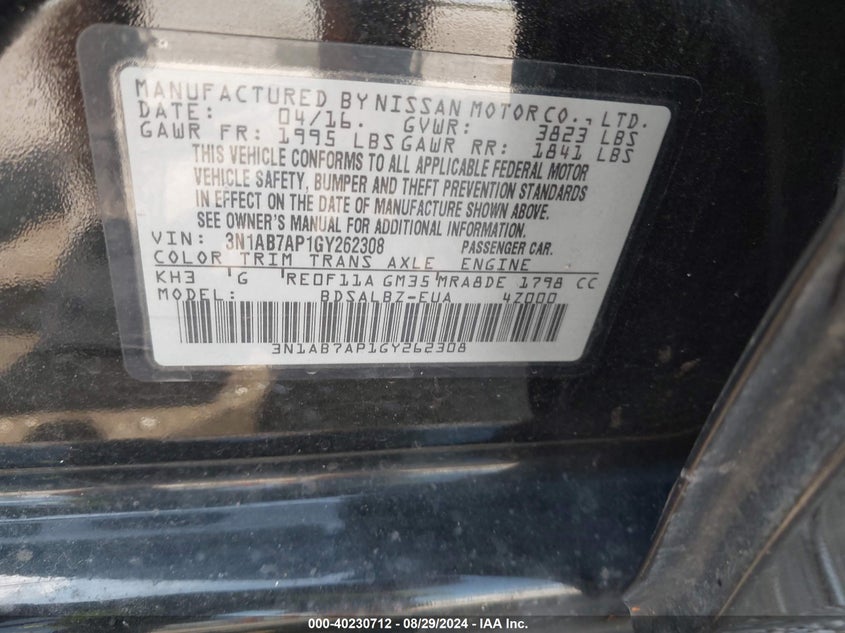 MANUFACTURED BY NISSAN MOTOR CO., LTD.
DATE: 04/16. GVWR: 3823 LBS
GAWR FR: 1995 LBS GAWR RR: 1841 LBS
THIS VEHICLE CONFORMS TO ALL APPLICABLE FEDERAL MOTOR
VEHICLE SAFETY, BUMPER AND THEFT PREVENTION STANDARDS
IN EFFECT ON THE DATE OF MANUFACTURE SHOWN ABOVE.
SEE OWNER'S MANUAL FOR ADDITIONAL INFORMATION.
VIN: 3N1AB7AP1GY262308 PASSENGER CAR.
COLOR TRIM TRANS AXLE ENGINE
KH3 G RE0F11A GM35 MRA8DE 1798 CC
MODEL: BDSALBZ-EUA 4Z000
3N1AB7AP1GY262308
000-40230712 - 08/29/2024 - IAAI.com